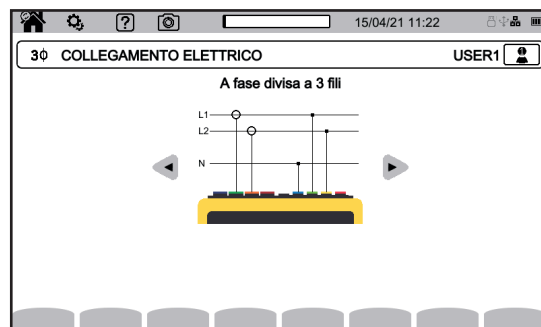 ? 15/04/21 11:22
3ϕ COLLEGAMENTO ELETTRICO USER1
A fase divisa a 3 fili
L1
L2
N